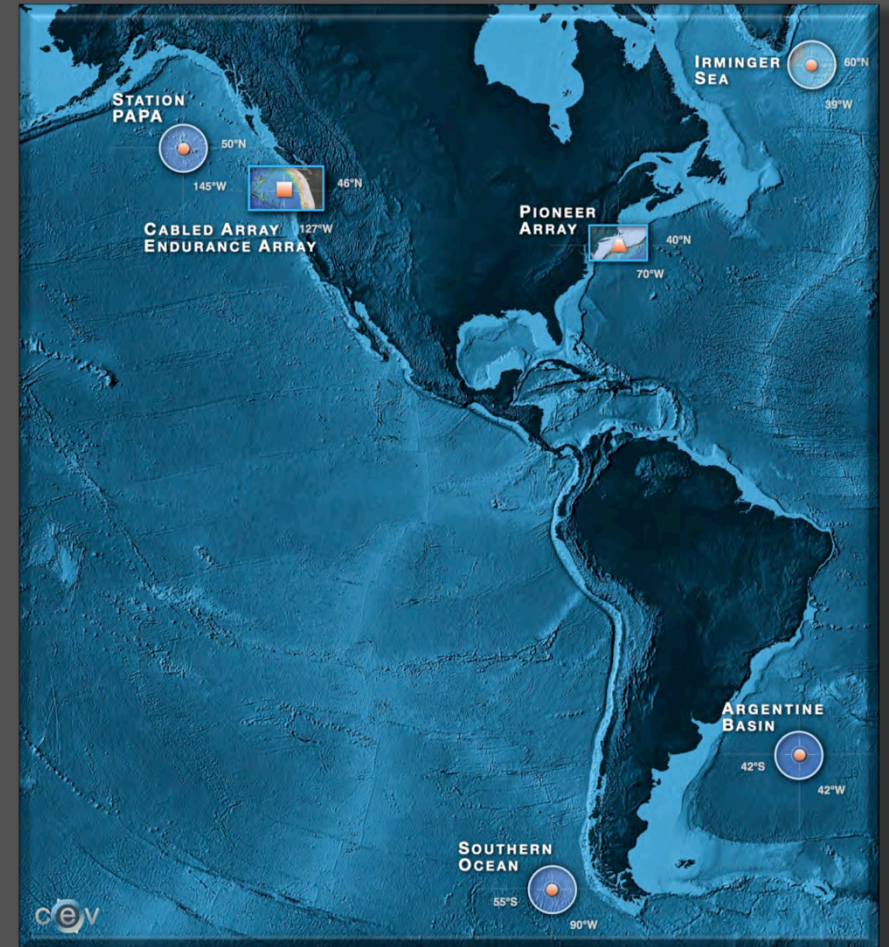 IRMINGER
SEA
60°N
39°W
STATION
PAPA
50°N
145°W
46°N
127°W
CABLED ARRAY
ENDURANCE ARRAY
PIONEER
ARRAY
40°N
70°W
ARGENTINE
BASIN
42°S
42°W
SOUTHERN
OCEAN
55°S
90°W
cev